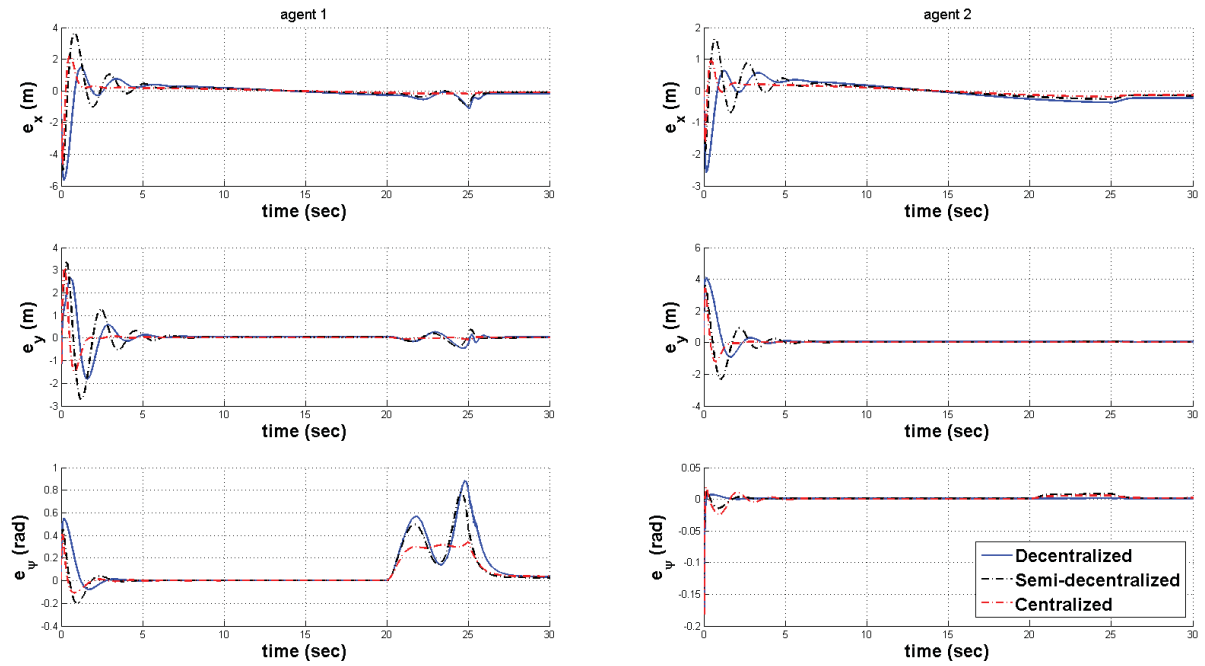 agent 1
4
2
0
-2
-4
-6
e_x (m)
0 5 10 15 20 25 30
time (sec)
agent 2
2
1
0
-1
-2
-3
e_x (m)
0 5 10 15 20 25 30
time (sec)
4
3
2
1
0
-1
-2
-3
e_y (m)
0 5 10 15 20 25 30
time (sec)
6
4
2
0
-2
-4
e_y (m)
0 5 10 15 20 25 30
time (sec)
1
0.8
0.6
0.4
0.2
0
-0.2
-0.4
e_ψ (rad)
0 5 10 15 20 25 30
time (sec)
0.05
0
-0.05
-0.1
-0.15
-0.2
e_ψ (rad)
0 5 10 15 20 25 30
time (sec)
Decentralized
Semi-decentralized
Centralized